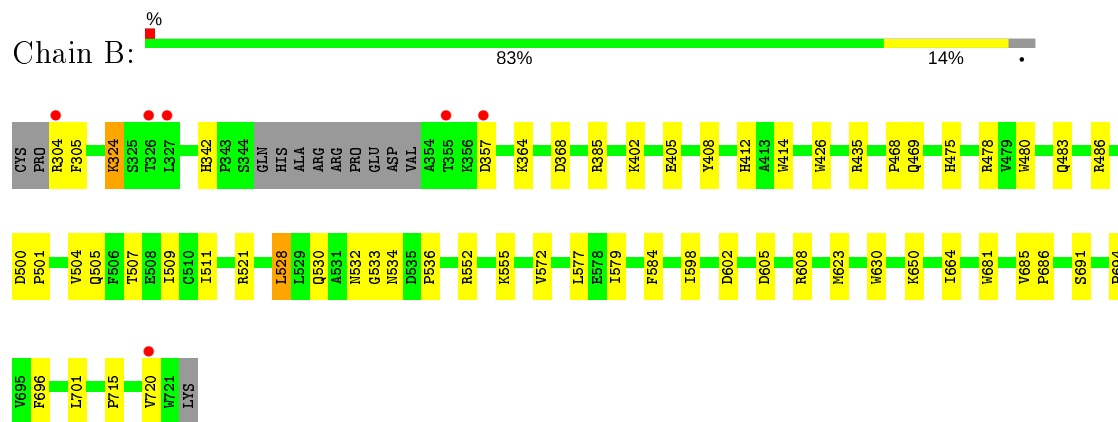 %
Chain B:
83% 14% •
CYS PRO R304 F305 K324 S325 T326 L327 H342 P343 S344 GLN HIS ALA ARG ARG PRO GLU ASP VAL A354 T355 K356 D357 K364 D368 R385 K402 E405 Y408 H412 A413 W414 W426 R435 P468 Q469 H475 R478 V479 W480 Q483 R486
D500 P501 V504 Q505 F506 T507 E508 I509 C510 I511 R521 L528 L529 Q530 A531 N532 G533 N534 D535 P536 R552 K555 V572 L577 E578 I579 F584 I598 D602 D605 R608 M623 W630 K650 I664 W681 V685 P686 S691
V695 F696 L701 P715 V720 W721 LYS